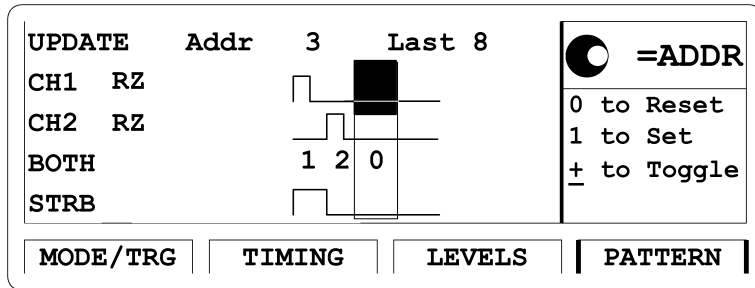 UPDATE Addr 3 Last 8
CH1 RZ
CH2 RZ
BOTH 1 2 0
STRB
=ADDR
0 to Reset
1 to Set
± to Toggle
MODE/TRG TIMING LEVELS PATTERN